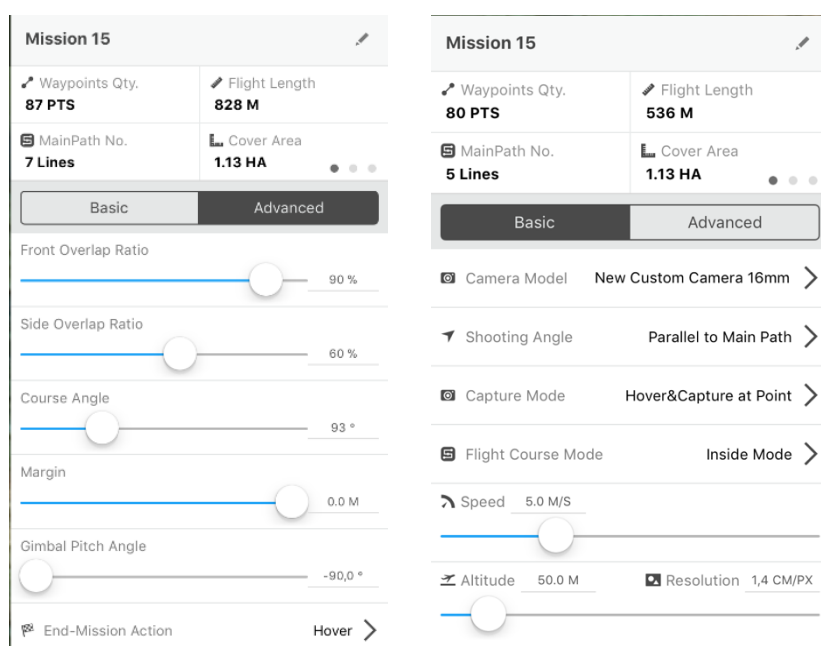 Mission 15
Waypoints Qty.
87 PTS
Flight Length
828 M
MainPath No.
7 Lines
Cover Area
1.13 HA
Basic
Advanced
Front Overlap Ratio
90 %
Side Overlap Ratio
60 %
Course Angle
93 °
Margin
0.0 M
Gimbal Pitch Angle
-90,0 °
End-Mission Action
Hover
Mission 15
Waypoints Qty.
80 PTS
Flight Length
536 M
MainPath No.
5 Lines
Cover Area
1.13 HA
Basic
Advanced
Camera Model
New Custom Camera 16mm
Shooting Angle
Parallel to Main Path
Capture Mode
Hover&Capture at Point
Flight Course Mode
Inside Mode
Speed
5.0 M/S
Altitude
50.0 M
Resolution
1,4 CM/PX